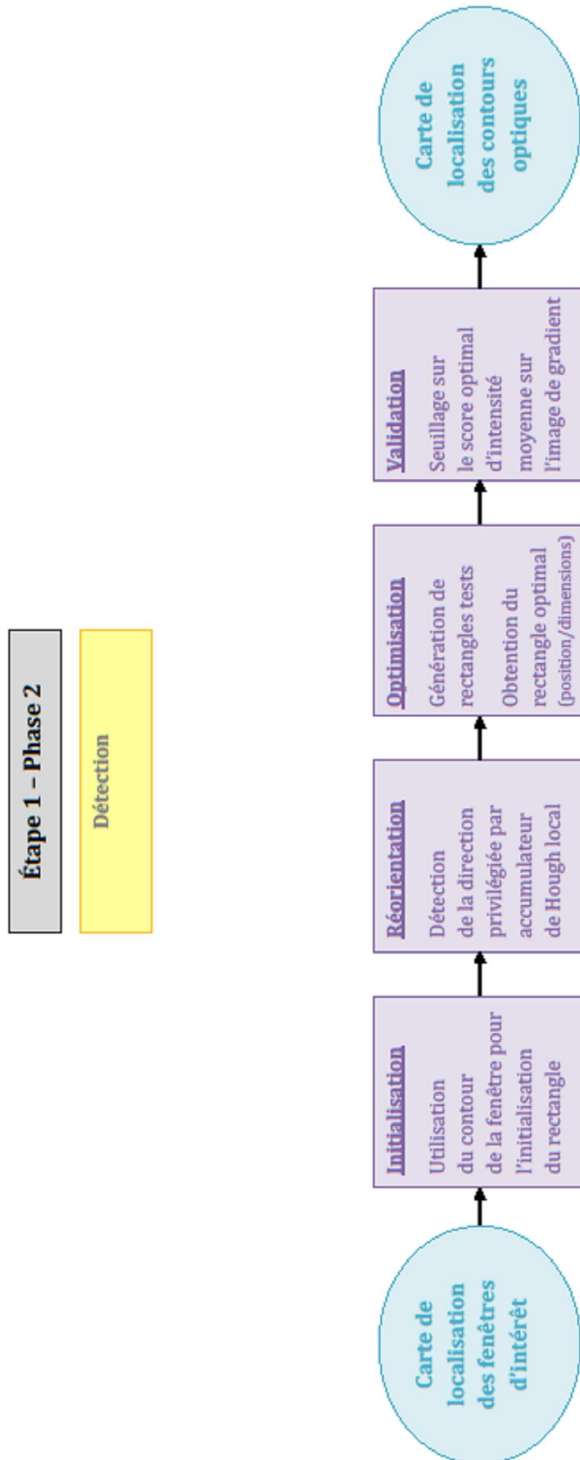 Étape 1 – Phase 2
Détection
Carte de
localisation
des fenêtres
d'intérêt
Initialisation
Utilisation
du contour
de la fenêtre pour
l'initialisation
du rectangle
Réorientation
Détection
de la direction
privilégiée par
accumulateur
de Hough local
Optimisation
Génération de
rectangles tests
Obtention du
rectangle optimal
(position/dimensions)
Validation
Seuillage sur
le score optimal
d'intensité
moyenne sur
l'image de gradient
Carte de
localisation
des contours
optiques